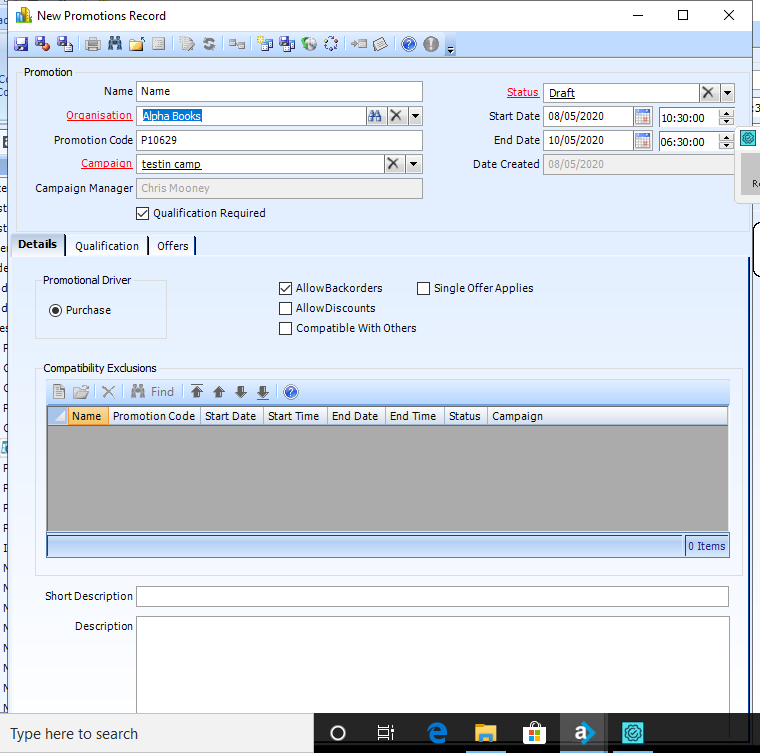 New Promotions Record
Promotion
Name Name
Status Draft
Organisation Alpha Books
Start Date 08/05/2020 10:30:00
Promotion Code P10629
End Date 10/05/2020 06:30:00
Campaign testin camp
Date Created 08/05/2020
Campaign Manager Chris Mooney
Qualification Required
Details Qualification Offers
Promotional Driver
Purchase
AllowBackorders Single Offer Applies
AllowDiscounts
Compatible With Others
Compatibility Exclusions
Find
Name Promotion Code Start Date Start Time End Date End Time Status Campaign
0 Items
Short Description
Description
Type here to search